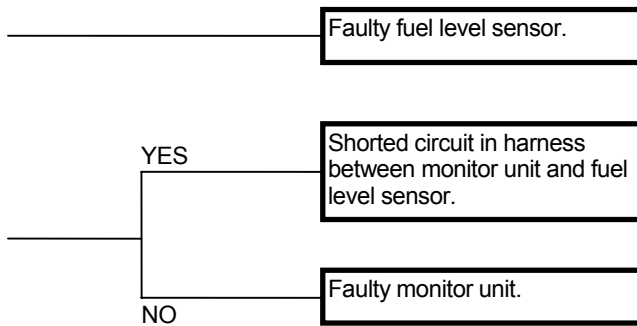 Faulty fuel level sensor.
YES
Shorted circuit in harness
between monitor unit and fuel
level sensor.
Faulty monitor unit.
NO